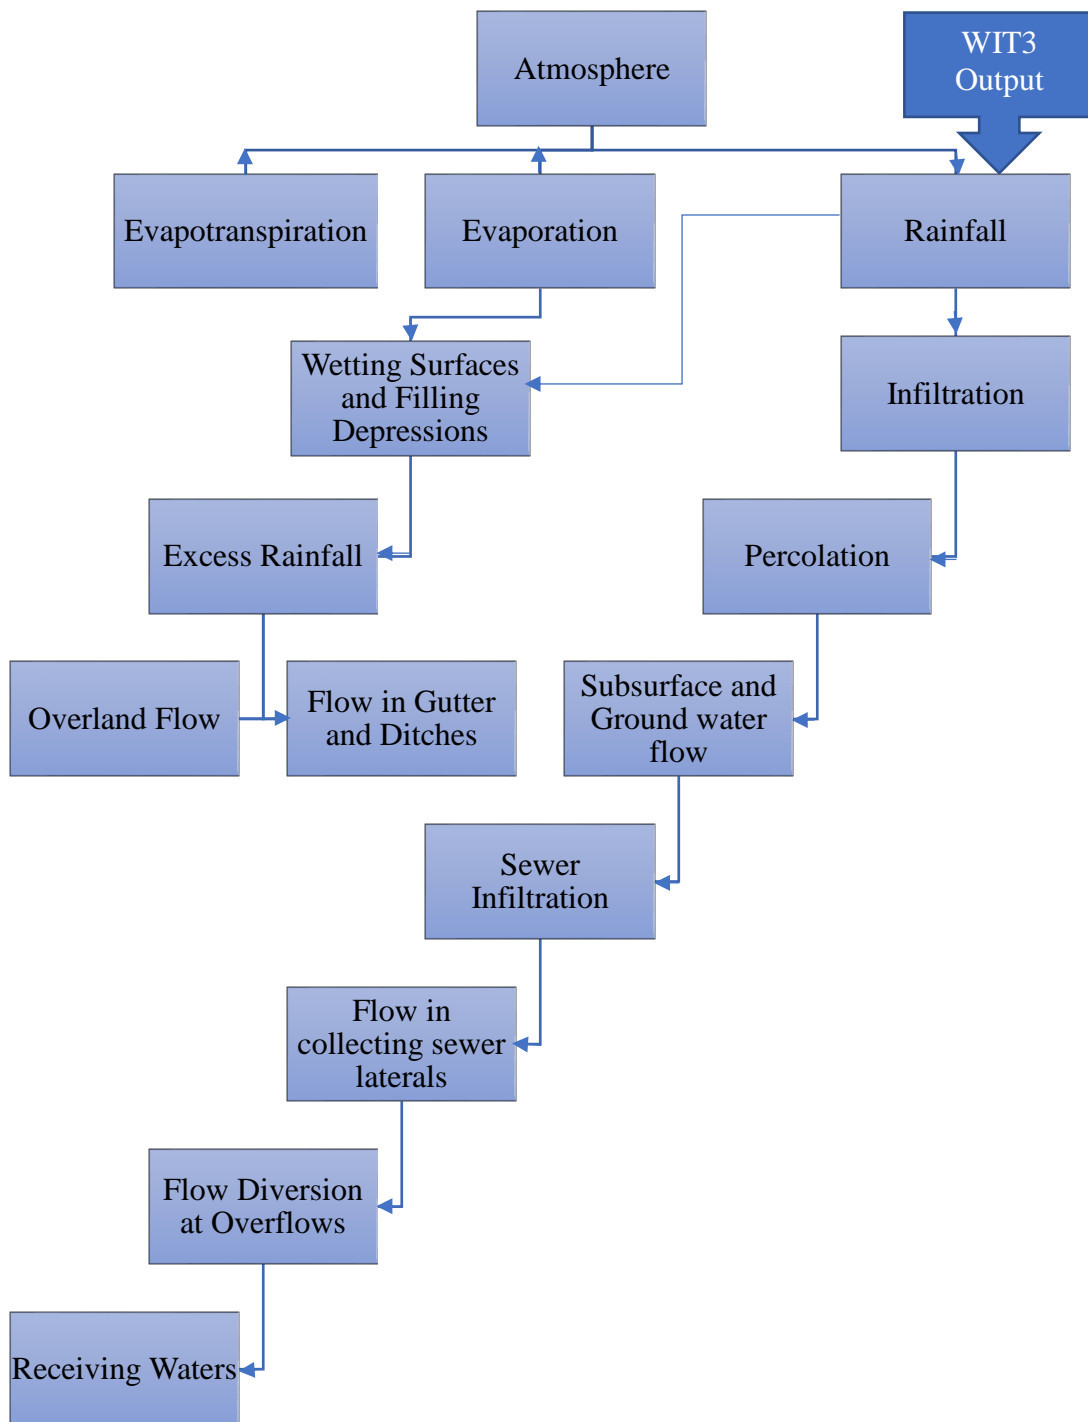 Atmosphere
WIT3
Output
Evapotranspiration
Evaporation
Rainfall
Wetting Surfaces
and Filling
Depressions
Infiltration
Excess Rainfall
Percolation
Overland Flow
Flow in Gutter
and Ditches
Subsurface and
Ground water
flow
Sewer
Infiltration
Flow in
collecting sewer
laterals
Flow Diversion
at Overflows
Receiving Waters